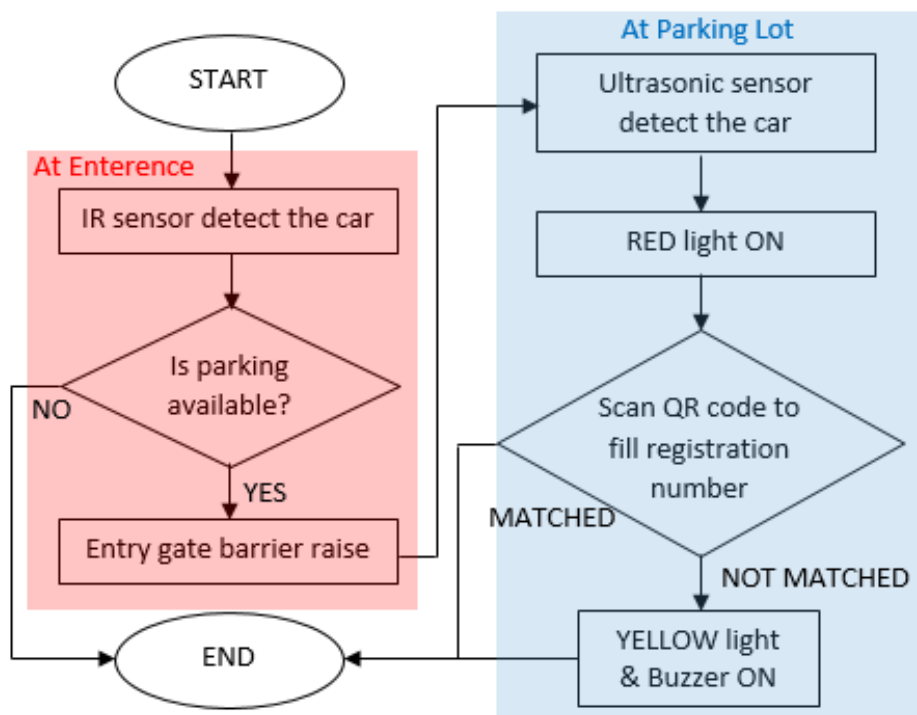 START
At Enterence
IR sensor detect the car
Is parking
available?
NO
YES
Entry gate barrier raise
END
At Parking Lot
Ultrasonic sensor
detect the car
RED light ON
Scan QR code to
fill registration
number
MATCHED
NOT MATCHED
YELLOW light
& Buzzer ON